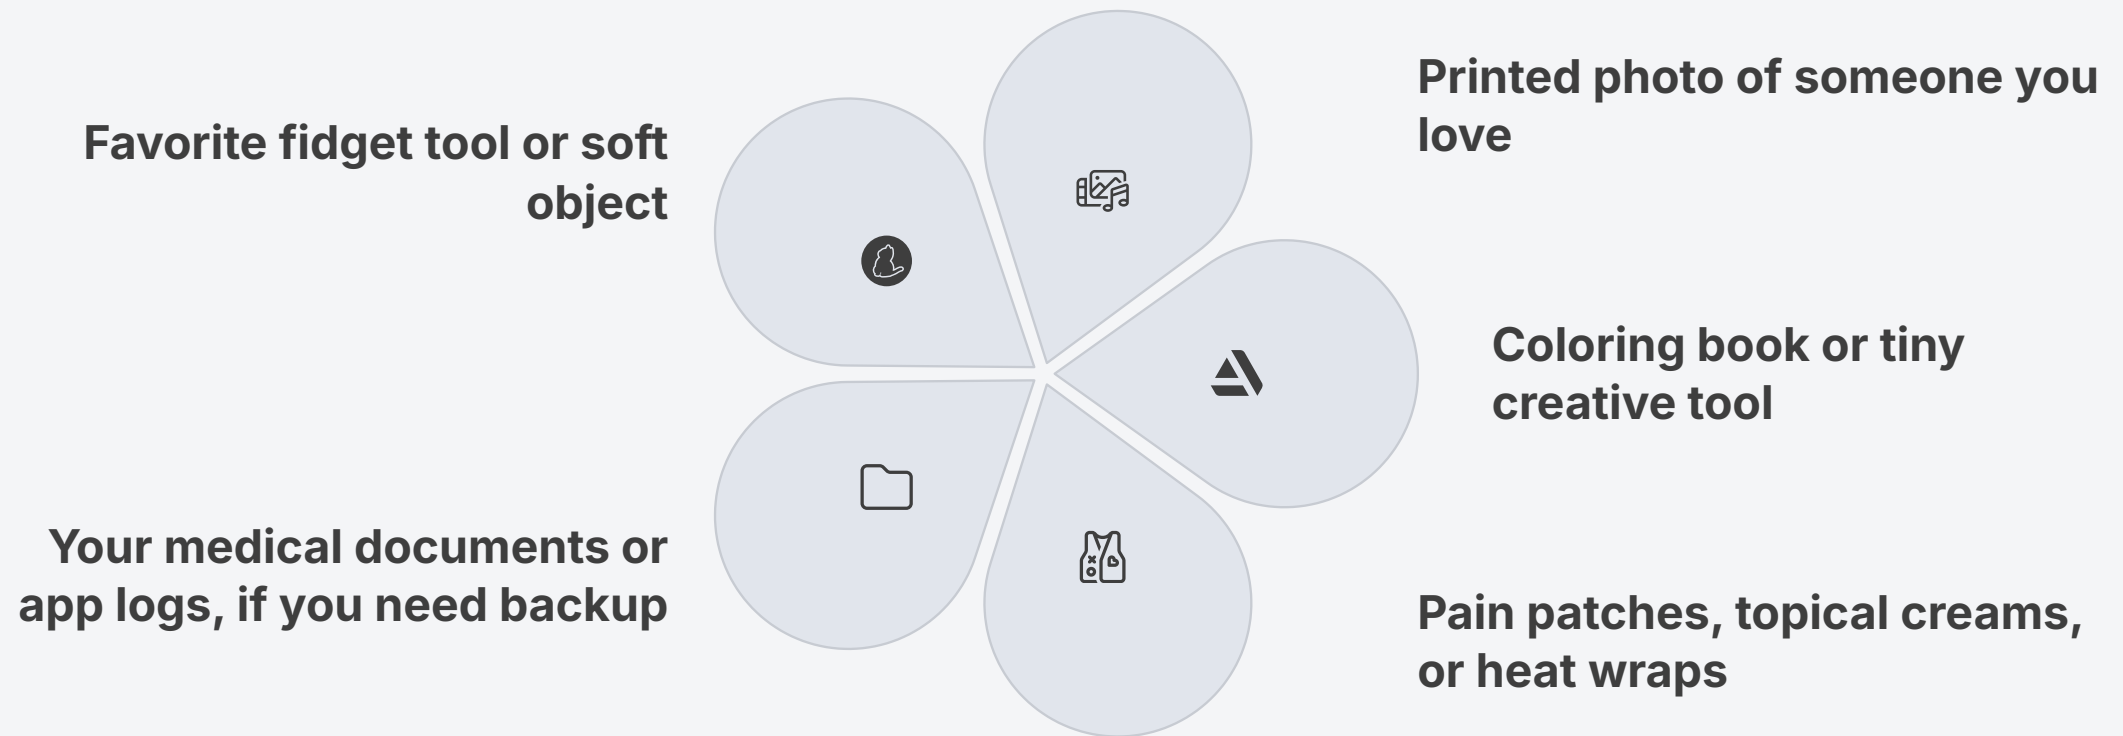 Printed photo of someone you
love
Favorite fidget tool or soft
object
Coloring book or tiny
creative tool
Your medical documents or
app logs, if you need backup
Pain patches, topical creams,
or heat wraps